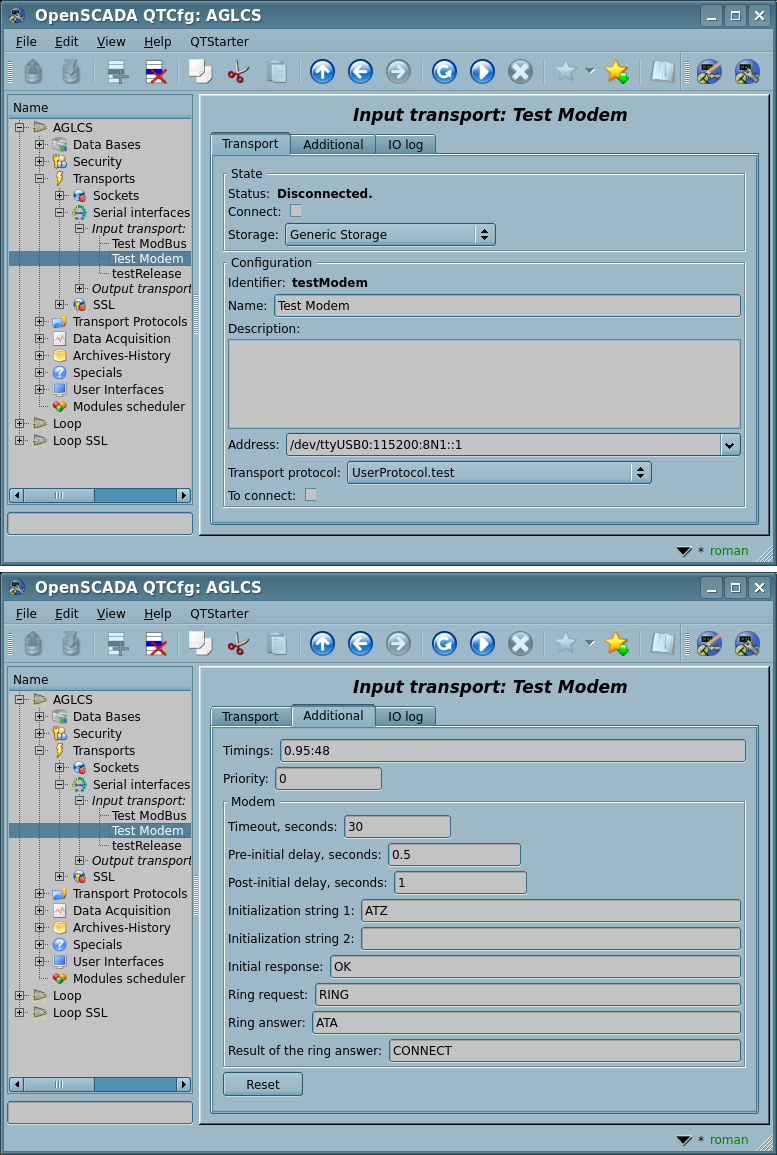 OpenSCADA QTCfg: AGLCS
File Edit View Help QTStarter
Name
AGLCS
Data Bases
Security
Transports
Sockets
Serial interfaces
Input transport:
Test ModBus
Test Modem
testRelease
Output transport
SSL
Transport Protocols
Data Acquisition
Archives-History
Specials
User Interfaces
Modules scheduler
Loop
Loop SSL
Input transport: Test Modem
Transport Additional IO log
State
Status: Disconnected.
Connect:
Storage: Generic Storage
Configuration
Identifier: testModem
Name: Test Modem
Description:
Address: /dev/ttyUSB0:115200:8N1::1
Transport protocol: UserProtocol.test
To connect:
* roman
OpenSCADA QTCfg: AGLCS
File Edit View Help QTStarter
Name
AGLCS
Data Bases
Security
Transports
Sockets
Serial interfaces
Input transport:
Test ModBus
Test Modem
testRelease
Output transport
SSL
Transport Protocols
Data Acquisition
Archives-History
Specials
User Interfaces
Modules scheduler
Loop
Loop SSL
Input transport: Test Modem
Transport Additional IO log
Timings: 0.95:48
Priority: 0
Modem
Timeout, seconds: 30
Pre-initial delay, seconds: 0.5
Post-initial delay, seconds: 1
Initialization string 1: ATZ
Initialization string 2:
Initial response: OK
Ring request: RING
Ring answer: ATA
Result of the ring answer: CONNECT
Reset
* roman